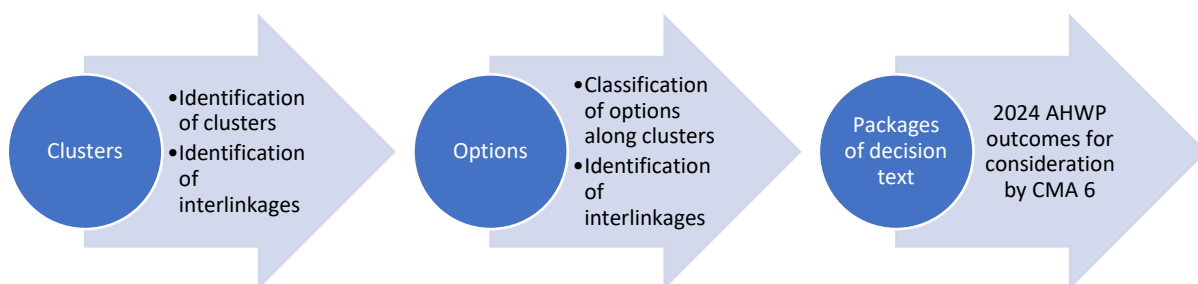 Clusters
•Identification
of clusters
•Identification
of
interlinkages
Options
•Classification
of options
along clusters
•Identification
of
interlinkages
Packages
of decision
text
2024 AHWP
outcomes for
consideration
by CMA 6